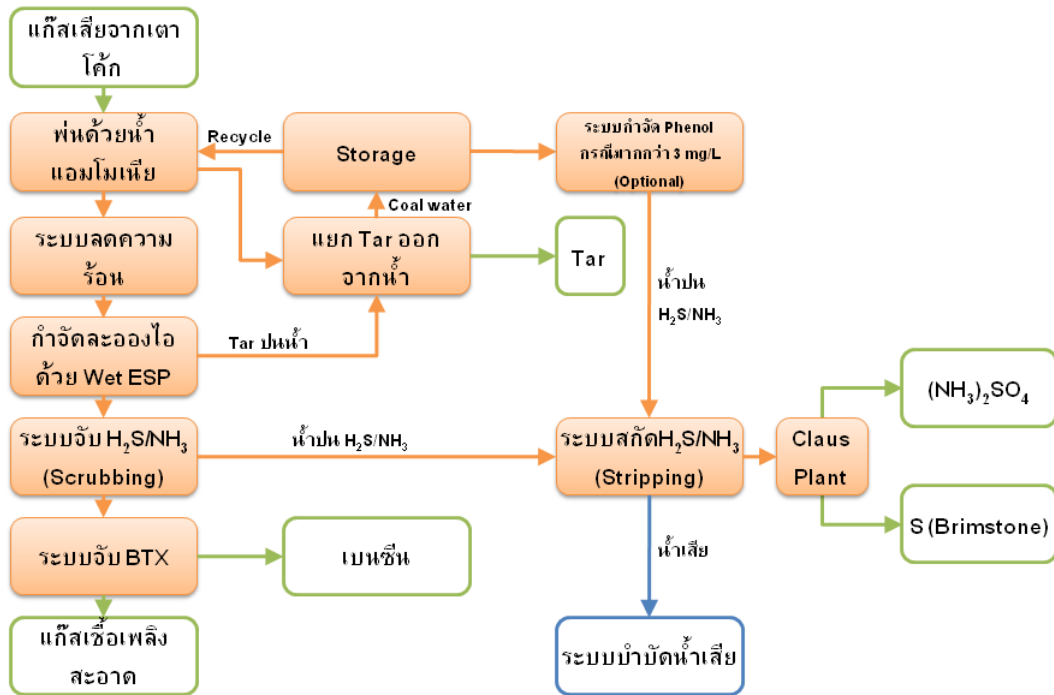 แก๊สเสียจากเตา
โค้ก
พ่นด้วยน้ำ
แอมโมเนีย
Recycle
Storage
ระบบกำจัด Phenol
กรณีมากกว่า 3 mg/L
(Optional)
Coal water
ระบบลดความ
ร้อน
แยก Tar ออก
จากน้ำ
Tar
น้ำปน
H₂S/NH₃
กำจัดละอองไอ
ด้วย Wet ESP
Tar ปนน้ำ
(NH₃)₂SO₄
ระบบจับ H₂S/NH₃
(Scrubbing)
น้ำปน H₂S/NH₃
ระบบสกัดH₂S/NH₃
(Stripping)
Claus
Plant
S (Brimstone)
ระบบจับ BTX
เบนซีน
น้ำเสีย
แก๊สเชื้อเพลิง
สะอาด
ระบบบำบัดน้ำเสีย